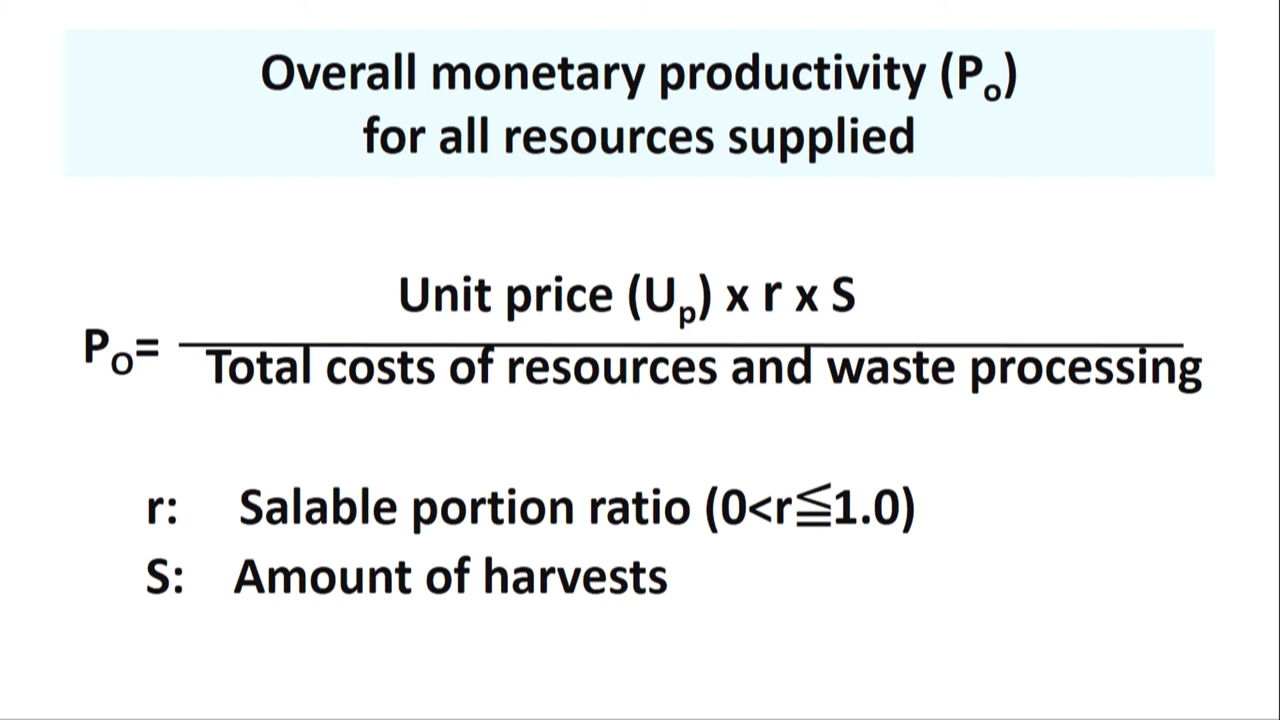 Overall monetary productivity (Po)
for all resources supplied
Unit price (Up) x r x S
PO=
Total costs of resources and waste processing
r: Salable portion ratio (0<r≦1.0)
S: Amount of harvests